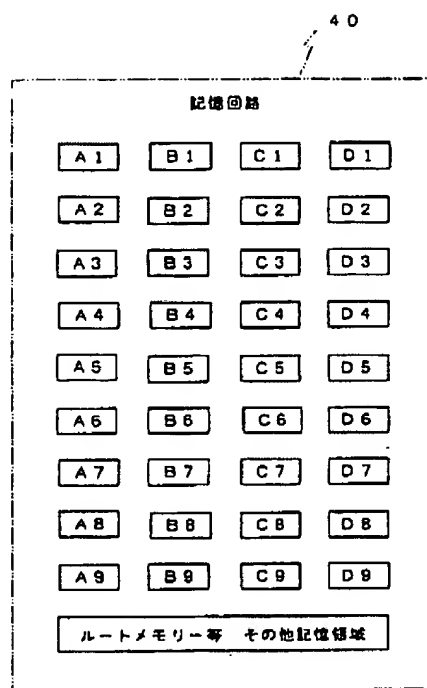 40
記憶回路
A1 B1 C1 D1
A2 B2 C2 D2
A3 B3 C3 D3
A4 B4 C4 D4
A5 B5 C5 D5
A6 B6 C6 D6
A7 B7 C7 D7
A8 B8 C8 D8
A9 B9 C9 D9
ルートメモリー等 その他記憶領域